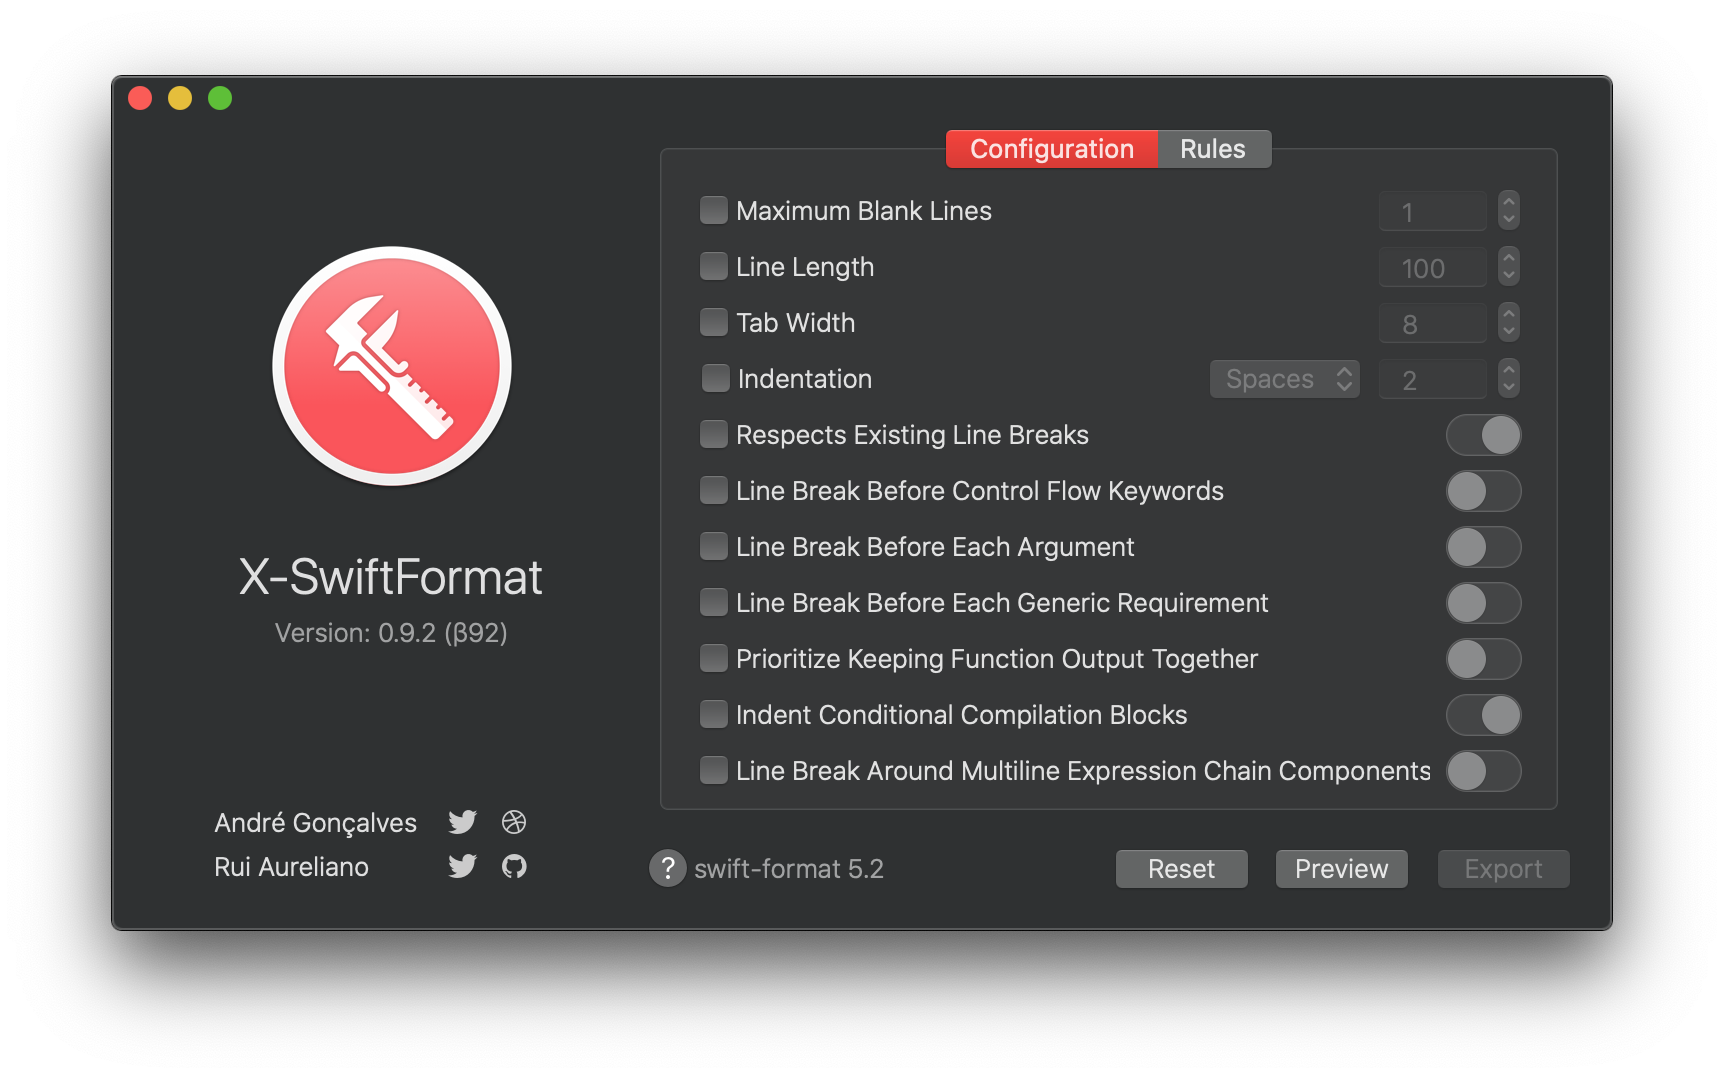 Configuration Rules
Maximum Blank Lines 1
Line Length 100
Tab Width 8
Indentation Spaces 2
Respects Existing Line Breaks
Line Break Before Control Flow Keywords
Line Break Before Each Argument
Line Break Before Each Generic Requirement
Prioritize Keeping Function Output Together
Indent Conditional Compilation Blocks
Line Break Around Multiline Expression Chain Components
X-SwiftFormat
Version: 0.9.2 (β92)
André Gonçalves
Rui Aureliano
? swift-format 5.2
Reset Preview Export